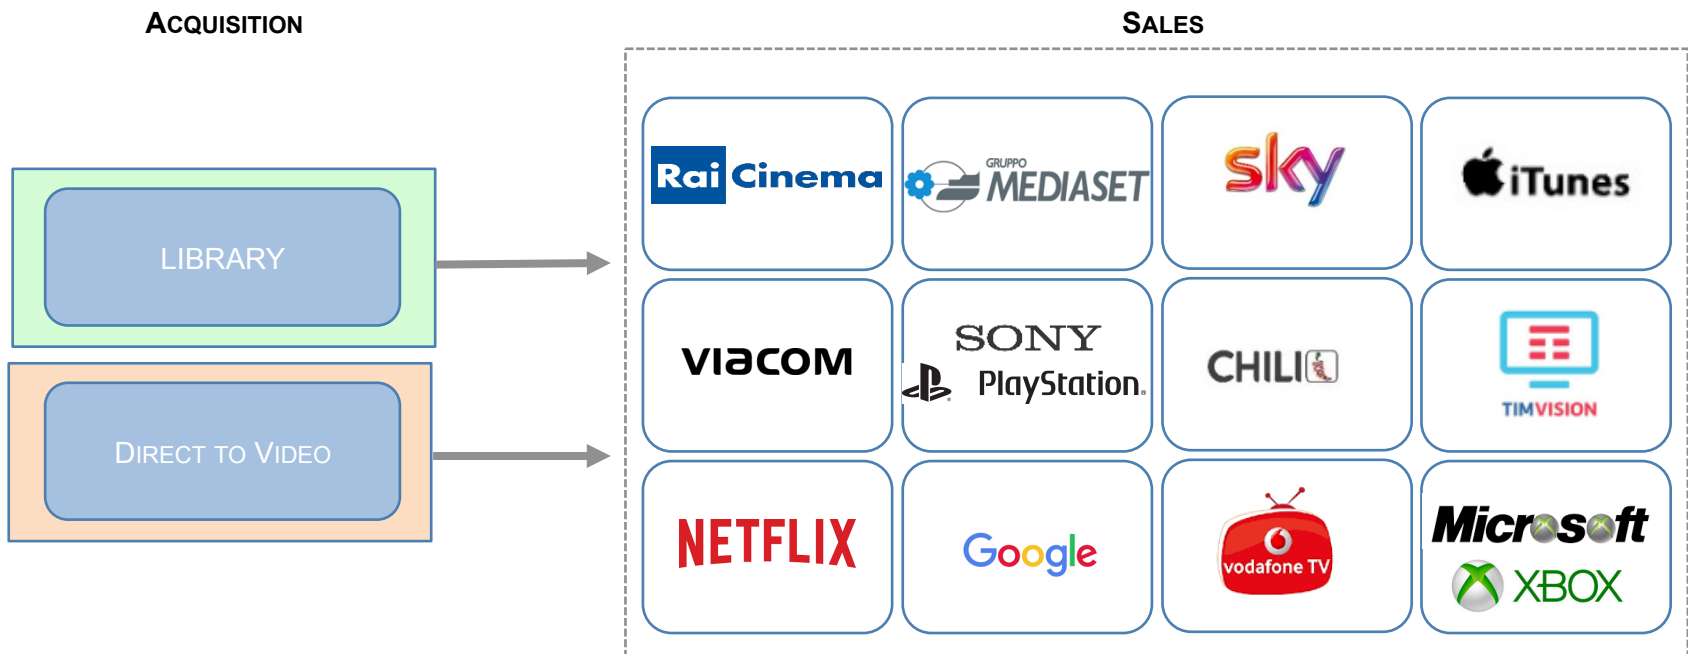 ACQUISITION
SALES
LIBRARY
DIRECT TO VIDEO
Rai Cinema
GRUPPO
MEDIASET
sky
iTunes
VIACOM
SONY
PlayStation
CHILI
TIMVISION
NETFLIX
Google
vodafone TV
Microsoft
XBOX